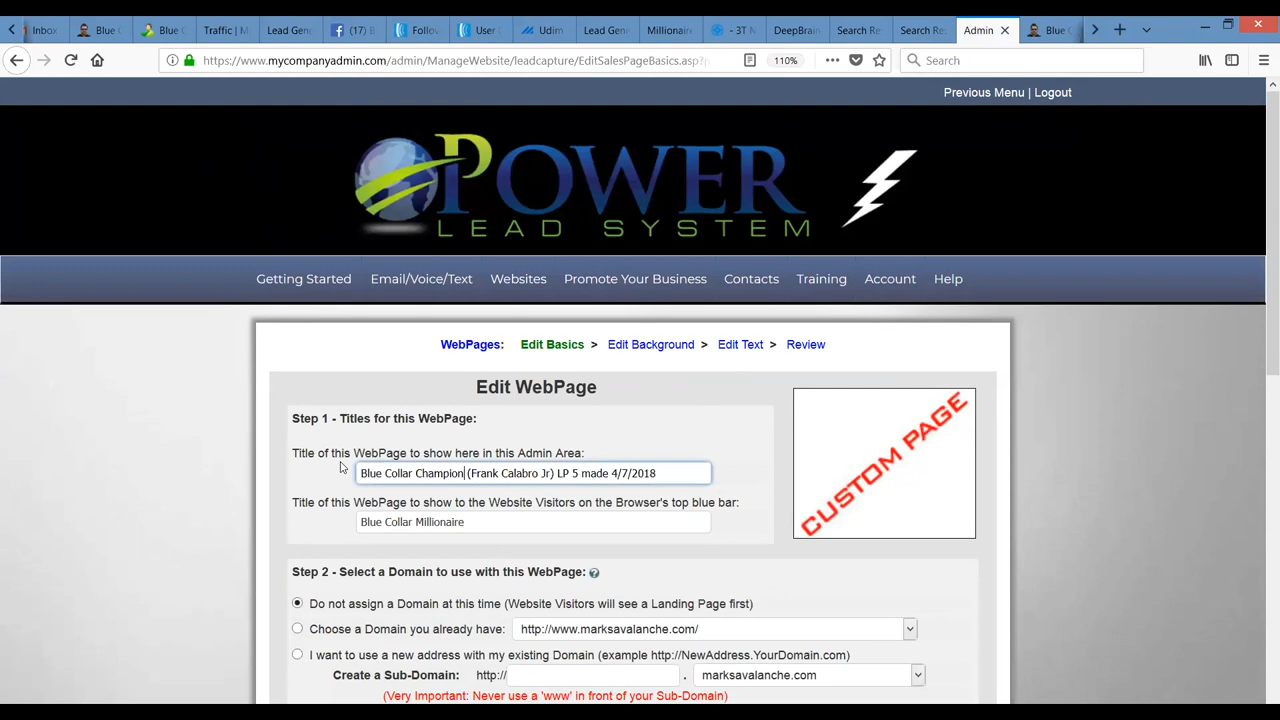 Inbox
Blue C
Blue C
Traffic | M
Lead Gene
(17) B
Follow
User C
Udim
Lead Gene
Millionaire
- 3T N
DeepBrain
Search Res
Search Res
Admin
Blue C
https://www.mycompanyadmin.com/admin/ManageWebsite/leadcapture/EditSalesPageBasics.asp?
110%
Search
Previous Menu | Logout
POWER
LEAD SYSTEM
Getting Started
Email/Voice/Text
Websites
Promote Your Business
Contacts
Training
Account
Help
WebPages: Edit Basics > Edit Background > Edit Text > Review
Edit WebPage
CUSTOM PAGE
Step 1 - Titles for this WebPage:
Title of this WebPage to show here in this Admin Area:
Blue Collar Champion (Frank Calabro Jr) LP 5 made 4/7/2018
Title of this WebPage to show to the Website Visitors on the Browser's top blue bar:
Blue Collar Millionaire
Step 2 - Select a Domain to use with this WebPage:
Do not assign a Domain at this time (Website Visitors will see a Landing Page first)
Choose a Domain you already have: http://www.marksavalanche.com/
I want to use a new address with my existing Domain (example http://NewAddress.YourDomain.com)
Create a Sub-Domain: http:// . marksavalanche.com
(Very Important: Never use a 'www' in front of your Sub-Domain)